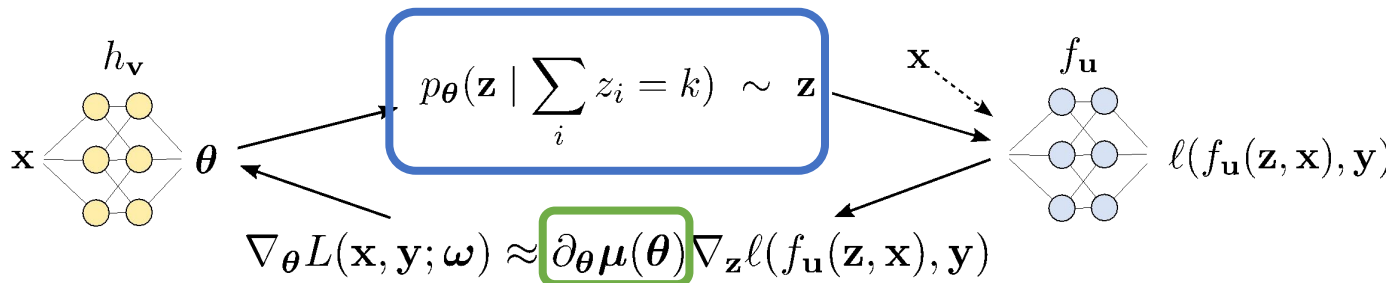 h_𝐯
𝐱
𝜽
p_𝜽(𝐳 | ∑_i z_i = k) ∼ 𝐳
𝐱
f_𝐮
ℓ(f_𝐮(𝐳, 𝐱), 𝐲)
∇_𝜽 L(𝐱, 𝐲; 𝝎) ≈ ∂_𝜽 𝝁(𝜽) ∇_𝐳 ℓ(f_𝐮(𝐳, 𝐱), 𝐲)